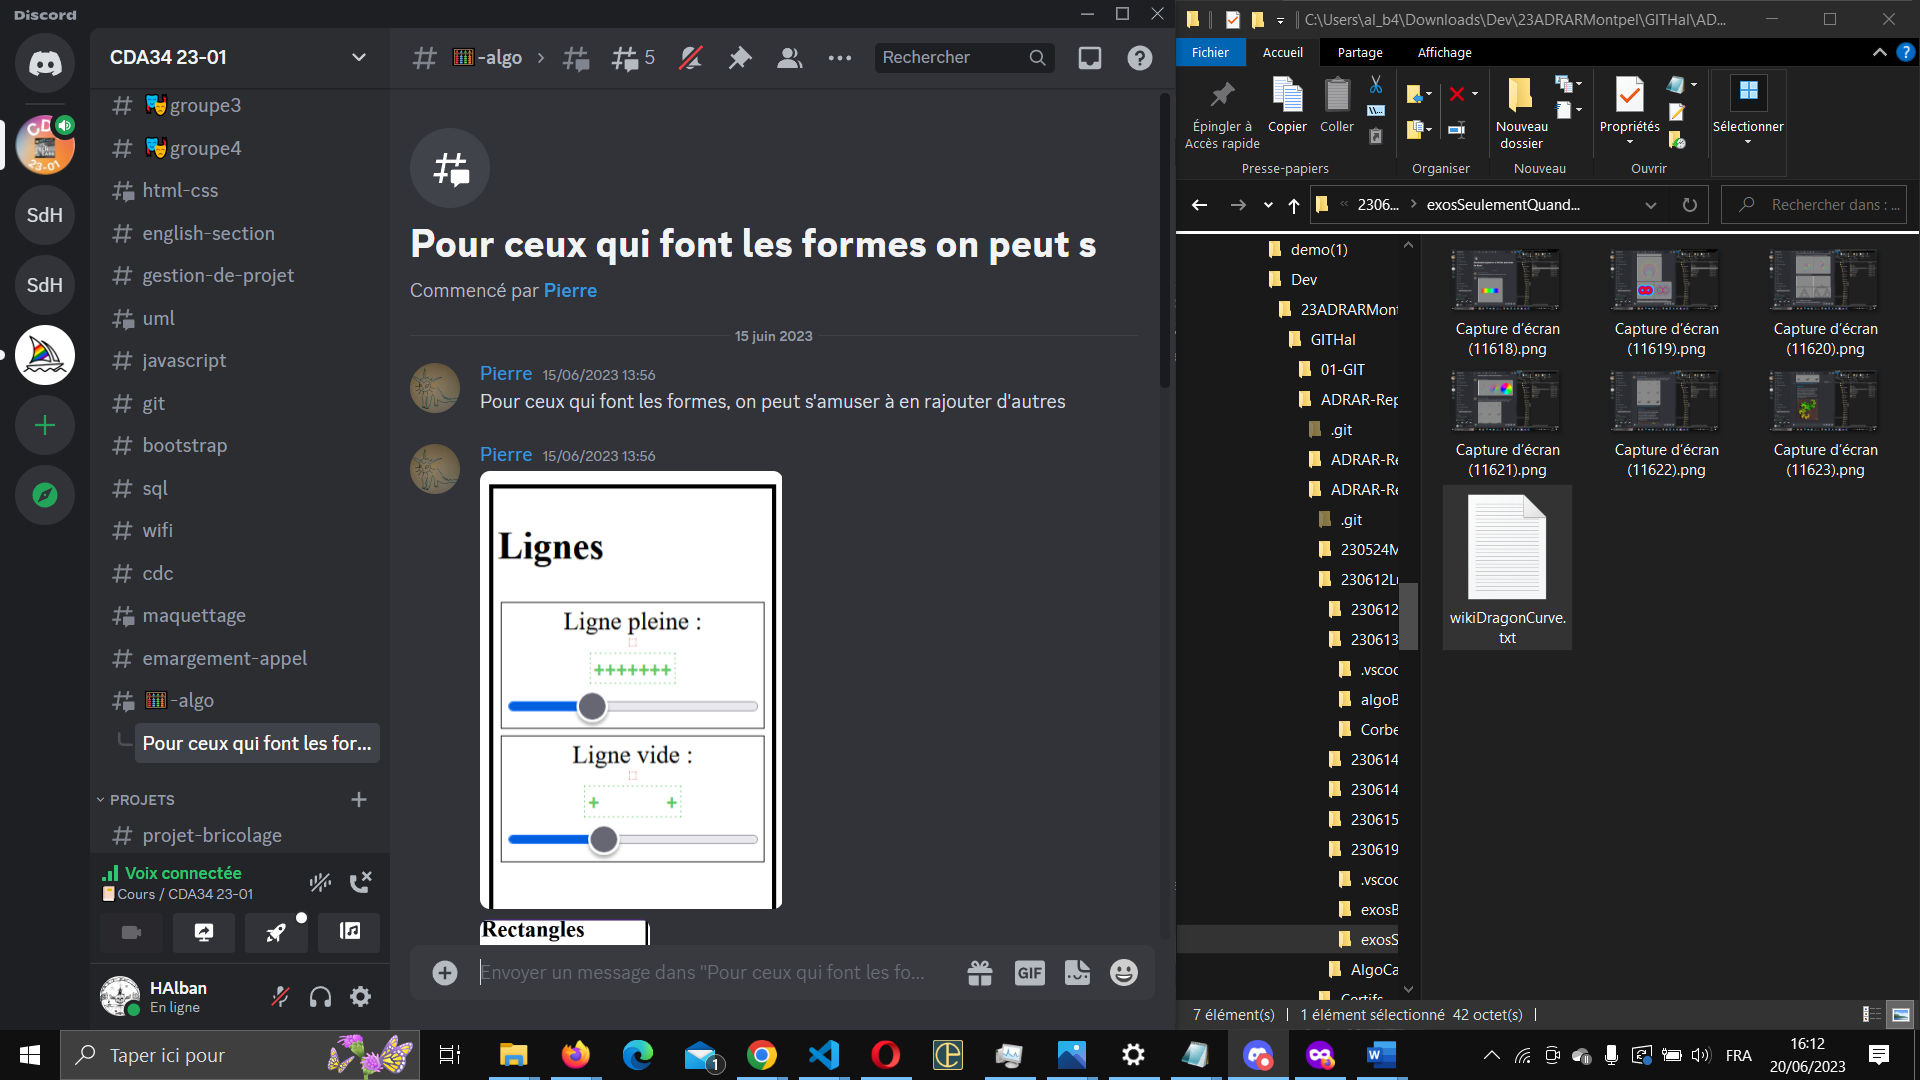 Discord
CDA34 23-01
groupe3
groupe4
html-css
english-section
gestion-de-projet
uml
javascript
git
bootstrap
sql
wifi
cdc
maquettage
emargement-appel
-algo
Pour ceux qui font les for...
PROJETS
projet-bricolage
Voix connectée
Cours / CDA34 23-01
HAlban
En ligne
SdH
SdH
-algo
5
Rechercher
Pour ceux qui font les formes on peut s
Commencé par Pierre
15 juin 2023
Pierre 15/06/2023 13:56
Pour ceux qui font les formes, on peut s'amuser à en rajouter d'autres
Pierre 15/06/2023 13:56
Lignes
Ligne pleine :
+++++++
Ligne vide :
+ +
Rectangles
Envoyer un message dans "Pour ceux qui font les fo...
GIF
C:\Users\al_b4\Downloads\Dev\23ADRARMontpel\GITHal\AD...
Fichier Accueil Partage Affichage
Épingler à
Accès rapide
Copier
Coller
Nouveau
dossier
Propriétés
Sélectionner
Presse-papiers Organiser Nouveau Ouvrir
« 2306... > exosSeulementQuand...
Rechercher dans : ...
demo(1)
Dev
23ADRARMont
GITHal
01-GIT
ADRAR-Rep
.git
ADRAR-Re
ADRAR-Re
.git
230524M
230612Lu
230612
230613
.vscoc
algoB
Corbe
230614
230614
230615
230619
.vscoc
exosB
exosS
AlgoCa
Certifs
Capture d'écran
(11618).png
Capture d'écran
(11619).png
Capture d'écran
(11620).png
Capture d'écran
(11621).png
Capture d'écran
(11622).png
Capture d'écran
(11623).png
wikiDragonCurve.
txt
7 élément(s) 1 élément sélectionné 42 octet(s)
Taper ici pour
1
FRA
16:12
20/06/2023